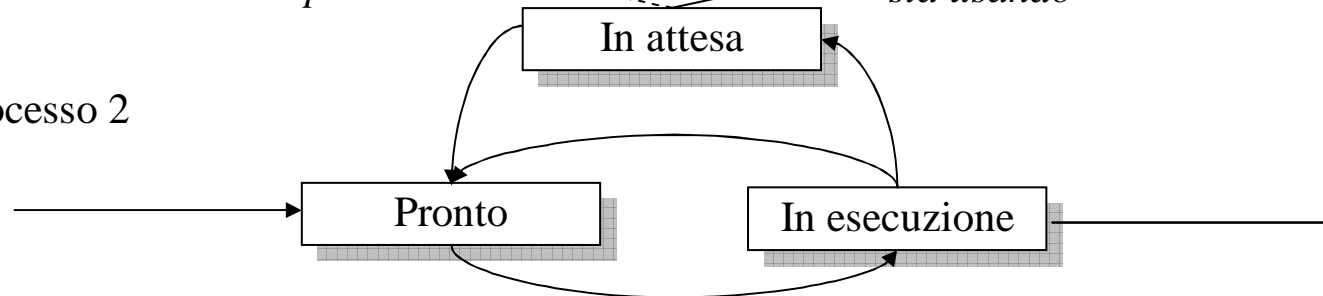 sta usando
In attesa
ocesso 2
Pronto
In esecuzione